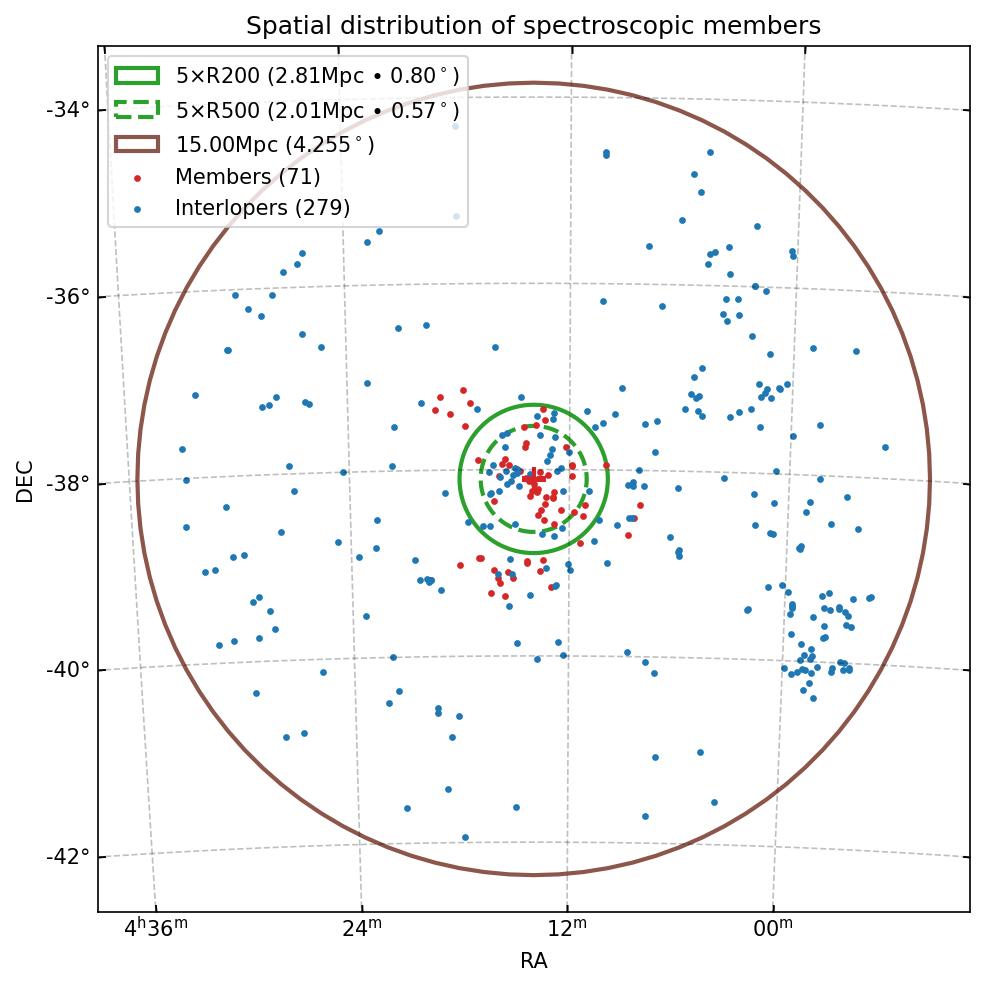 Spatial distribution of spectroscopic members
5×R200 (2.81Mpc • 0.80°)
5×R500 (2.01Mpc • 0.57°)
15.00Mpc (4.255°)
Members (71)
Interlopers (279)
-34°
-36°
-38°
-40°
-42°
DEC
4ʰ36ᵐ 24ᵐ 12ᵐ 00ᵐ
RA